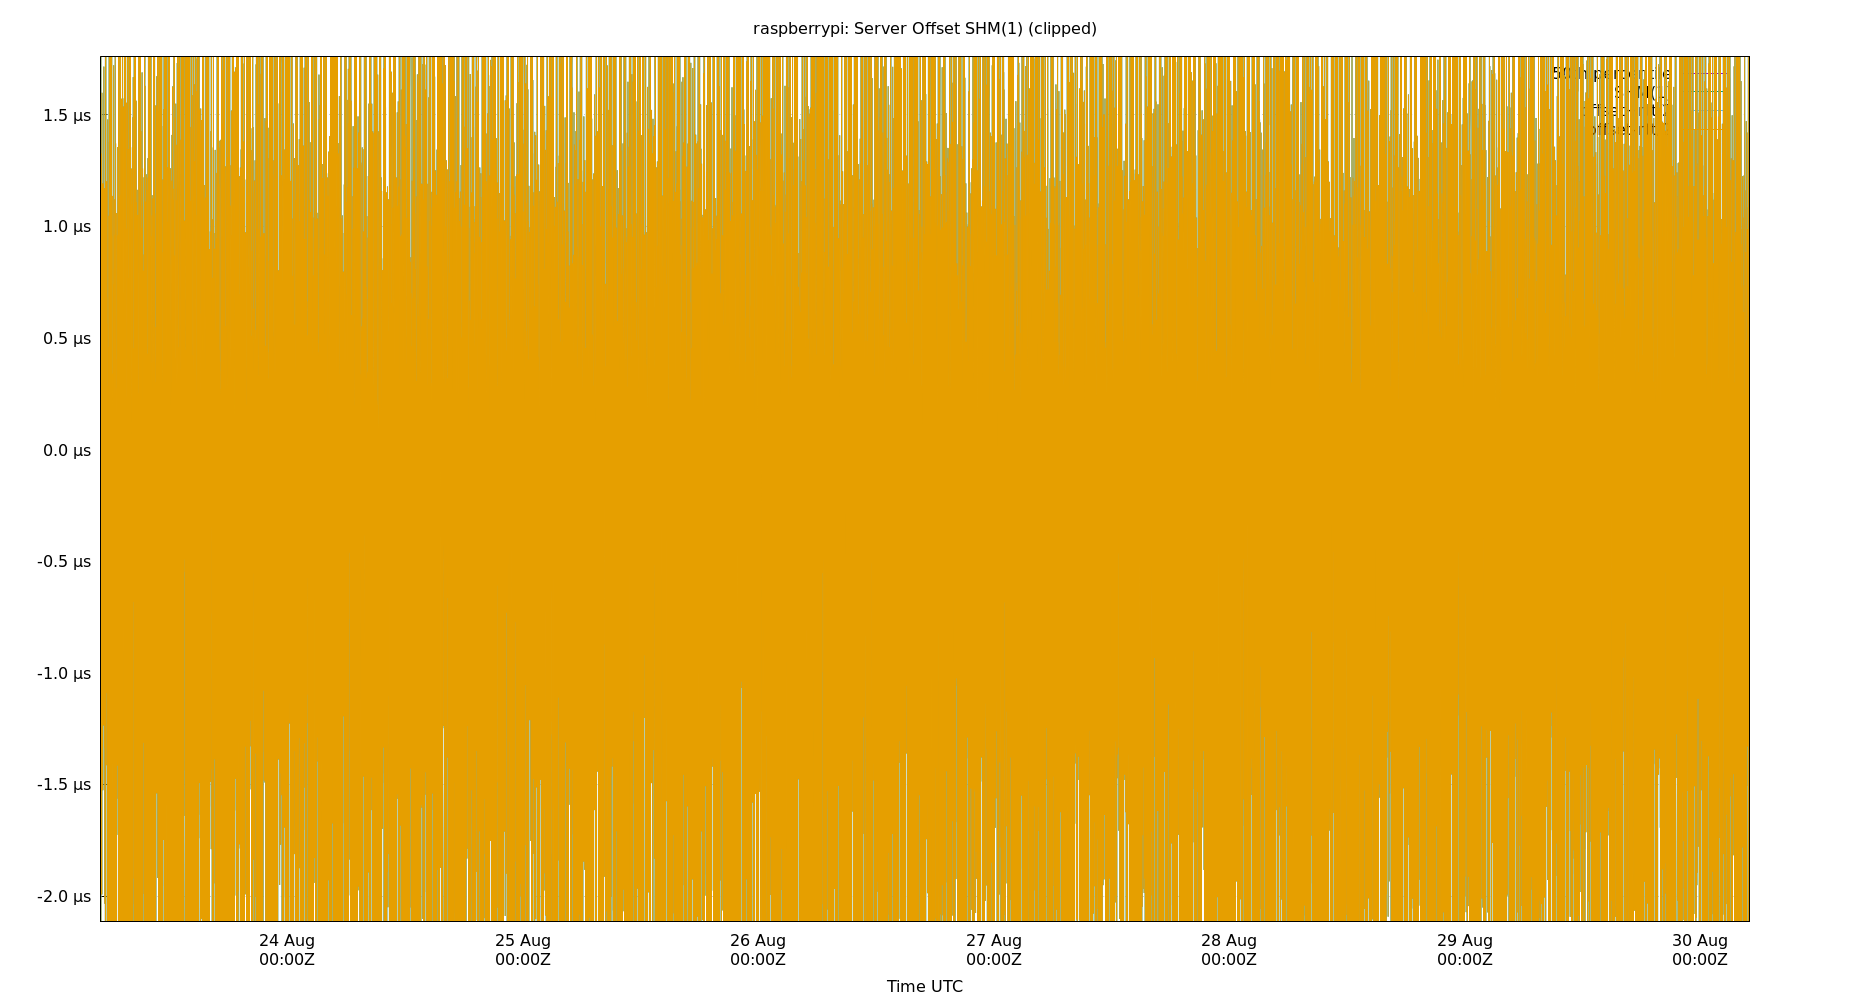 raspberrypi: Server Offset SHM(1) (clipped)
1.5 µs
1.0 µs
0.5 µs
0.0 µs
-0.5 µs
-1.0 µs
-1.5 µs
-2.0 µs
24 Aug 25 Aug 26 Aug 27 Aug 28 Aug 29 Aug 30 Aug
00:00Z 00:00Z 00:00Z 00:00Z 00:00Z 00:00Z 00:00Z
Time UTC